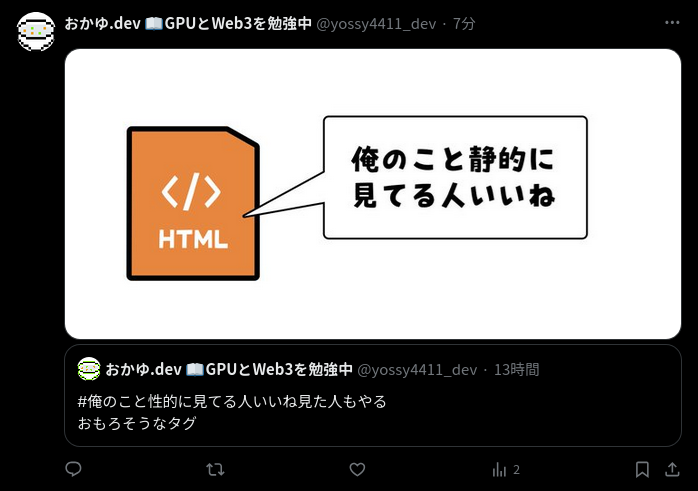 おかゆ.dev 📖GPUとWeb3を勉強中 @yossy4411_dev · 7分
俺のこと静的に
見てる人いいね
</>
HTML
おかゆ.dev 📖GPUとWeb3を勉強中 @yossy4411_dev · 13時間
#俺のこと性的に見てる人いいね見た人もやる
おもろそうなタグ
2